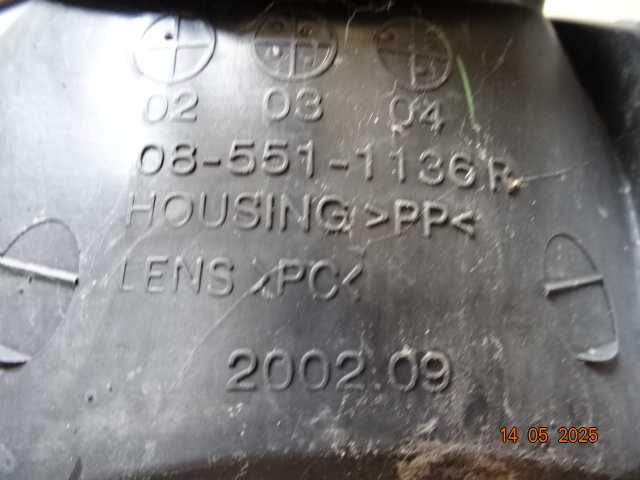 02 03 04
08-551-1136R
HOUSING >PP<
LENS >PC<
2002.09
14 05 2025